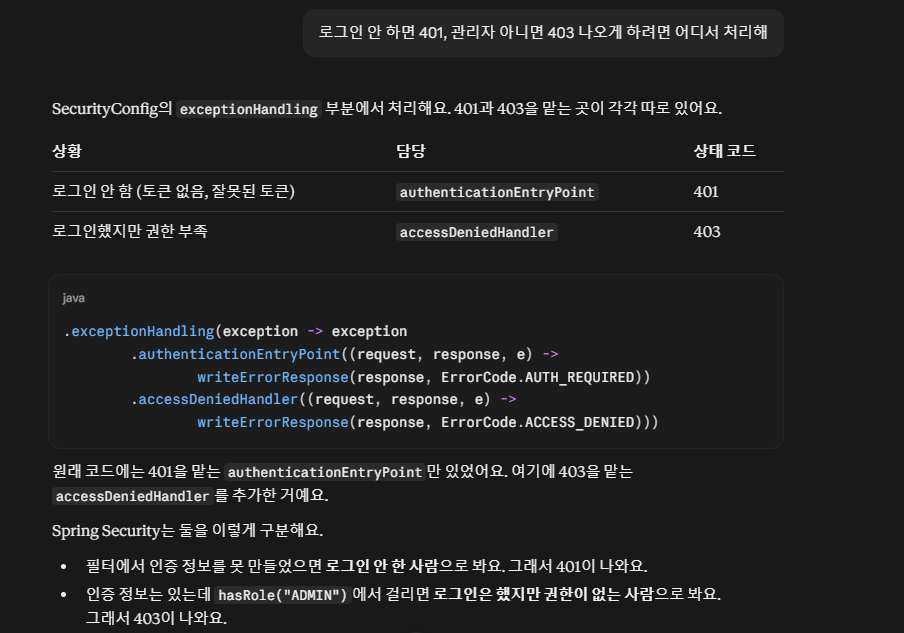 로그인 안 하면 401, 관리자 아니면 403 나오게 하려면 어디서 처리해
SecurityConfig의 exceptionHandling 부분에서 처리해요. 401과 403을 맡는 곳이 각각 따로 있어요.
상황 담당 상태 코드
로그인 안 함 (토큰 없음, 잘못된 토큰) authenticationEntryPoint 401
로그인했지만 권한 부족 accessDeniedHandler 403
java
.exceptionHandling(exception -> exception
        .authenticationEntryPoint((request, response, e) ->
                writeErrorResponse(response, ErrorCode.AUTH_REQUIRED))
        .accessDeniedHandler((request, response, e) ->
                writeErrorResponse(response, ErrorCode.ACCESS_DENIED)))
원래 코드에는 401을 맡는 authenticationEntryPoint만 있었어요. 여기에 403을 맡는
accessDeniedHandler를 추가한 거예요.
Spring Security는 둘을 이렇게 구분해요.
• 필터에서 인증 정보를 못 만들었으면 로그인 안 한 사람으로 봐요. 그래서 401이 나와요.
• 인증 정보는 있는데 hasRole("ADMIN")에서 걸리면 로그인은 했지만 권한이 없는 사람으로 봐요.
그래서 403이 나와요.